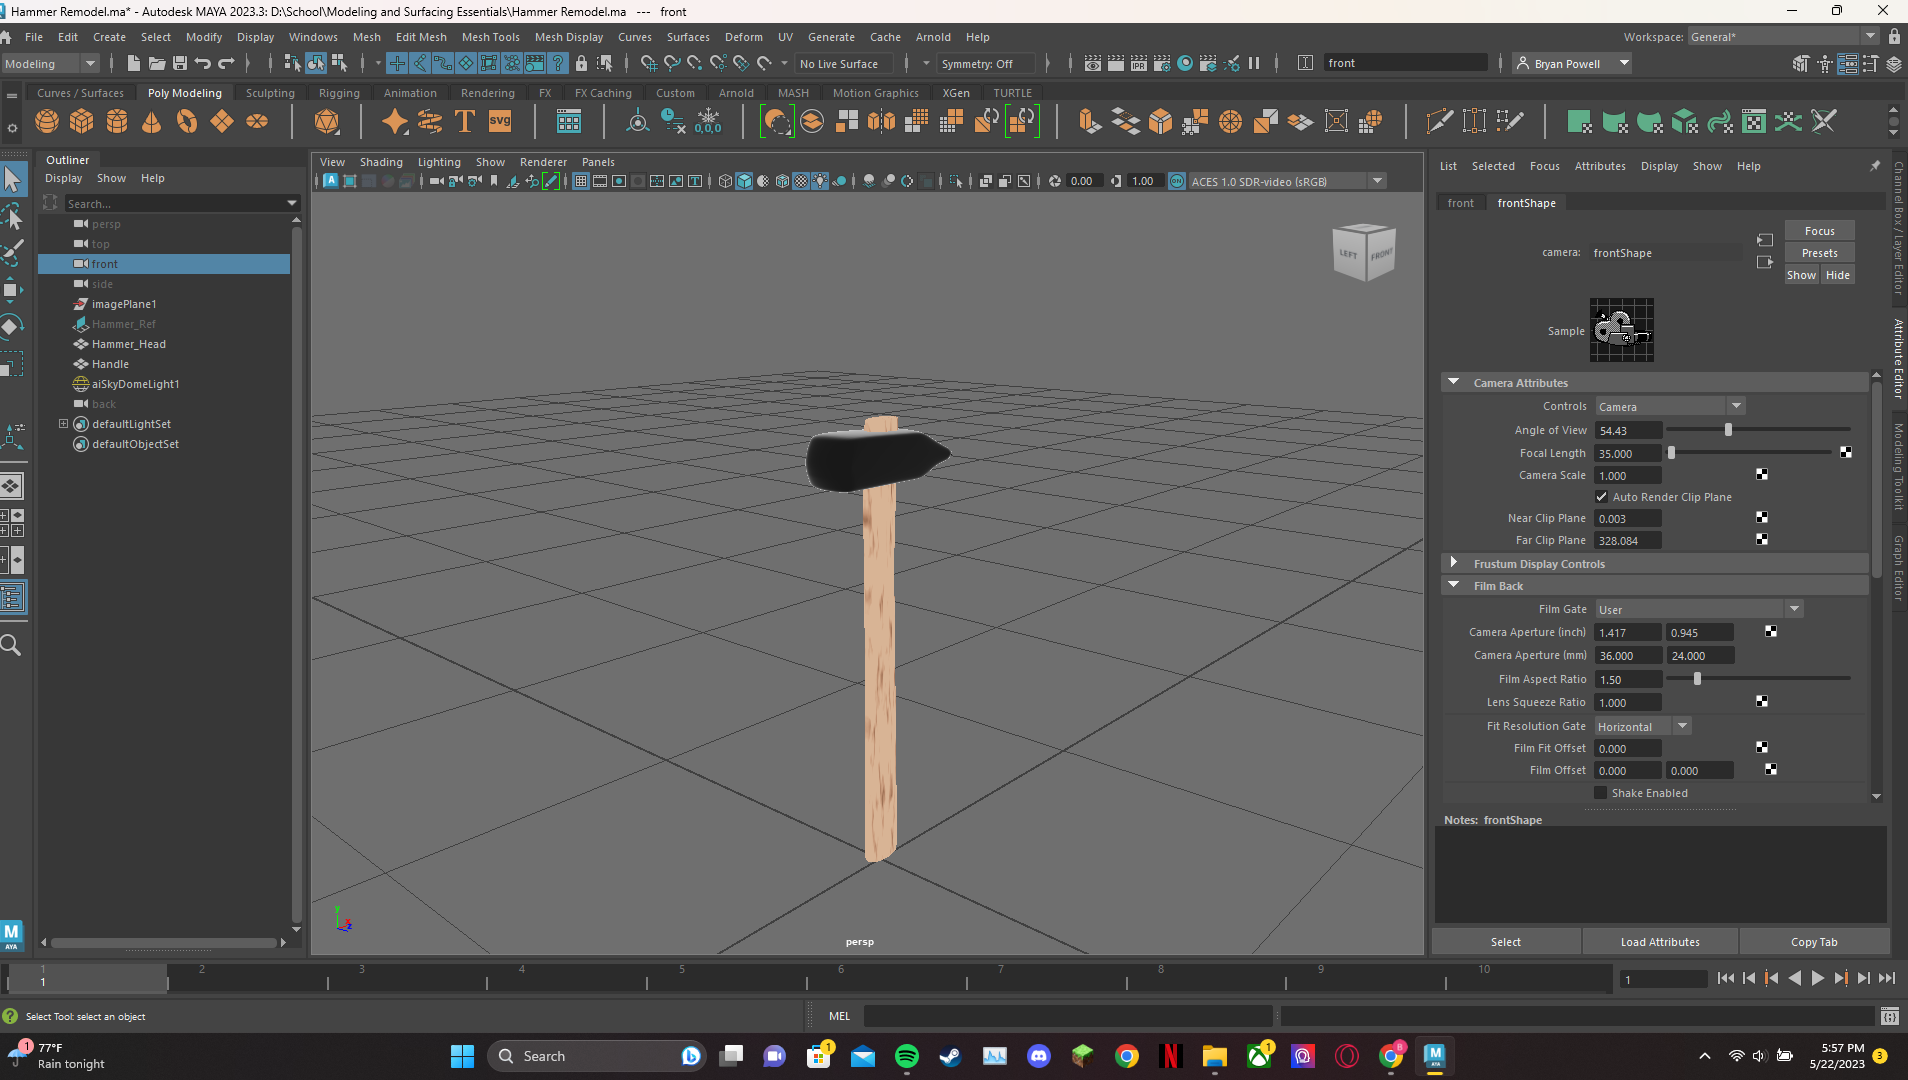 Hammer Remodel.ma* - Autodesk MAYA 2023.3: D:\School\Modeling and Surfacing Essentials\Hammer Remodel.ma   ---   front
File Edit Create Select Modify Display Windows Mesh Edit Mesh Mesh Tools Mesh Display Curves Surfaces Deform UV Generate Cache Arnold Help
Workspace: General*
Modeling
No Live Surface
Symmetry: Off
IPR
front
Bryan Powell
Curves / Surfaces Poly Modeling Sculpting Rigging Animation Rendering FX FX Caching Custom Arnold MASH Motion Graphics XGen TURTLE
SVG
0,0,0
Outliner
Display Show Help
Search...
persp
top
front
side
imagePlane1
Hammer_Ref
Hammer_Head
Handle
aiSkyDomeLight1
back
defaultLightSet
defaultObjectSet
View Shading Lighting Show Renderer Panels
0.00
1.00
ON
ACES 1.0 SDR-video (sRGB)
LEFT
FRONT
y
x
z
persp
List Selected Focus Attributes Display Show Help
front frontShape
camera: frontShape
Focus
Presets
Show Hide
Sample
Camera Attributes
Controls Camera
Angle of View 54.43
Focal Length 35.000
Camera Scale 1.000
Auto Render Clip Plane
Near Clip Plane 0.003
Far Clip Plane 328.084
Frustum Display Controls
Film Back
Film Gate User
Camera Aperture (inch) 1.417 0.945
Camera Aperture (mm) 36.000 24.000
Film Aspect Ratio 1.50
Lens Squeeze Ratio 1.000
Fit Resolution Gate Horizontal
Film Fit Offset 0.000
Film Offset 0.000 0.000
Shake Enabled
Notes: frontShape
Select Load Attributes Copy Tab
Channel Box / Layer Editor
Attribute Editor
Modeling Toolkit
Graph Editor
M
AYA
1 2 3 4 5 6 7 8 9 10
1
1
Select Tool: select an object
MEL
1
77°F
Rain tonight
Search
1
1
B
M
AYA
5:57 PM
5/22/2023
3